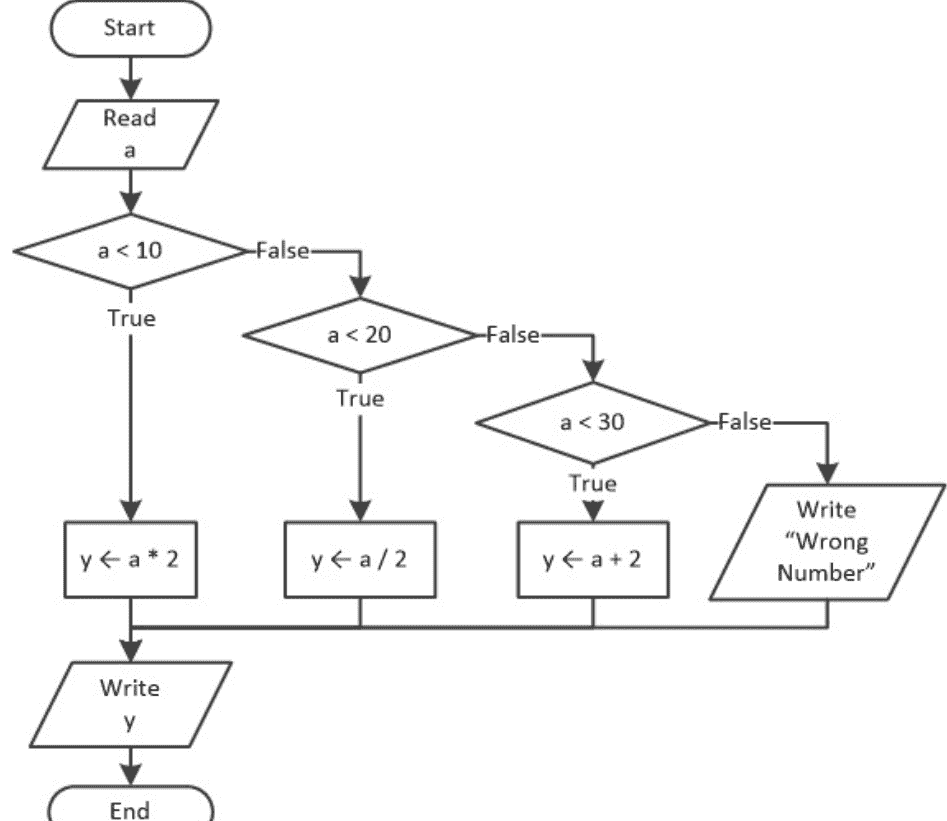 Start
Read
a
a < 10
False
True
a < 20
False
True
a < 30
False
True
y ← a * 2
y ← a / 2
y ← a + 2
Write
“Wrong
Number”
Write
y
End